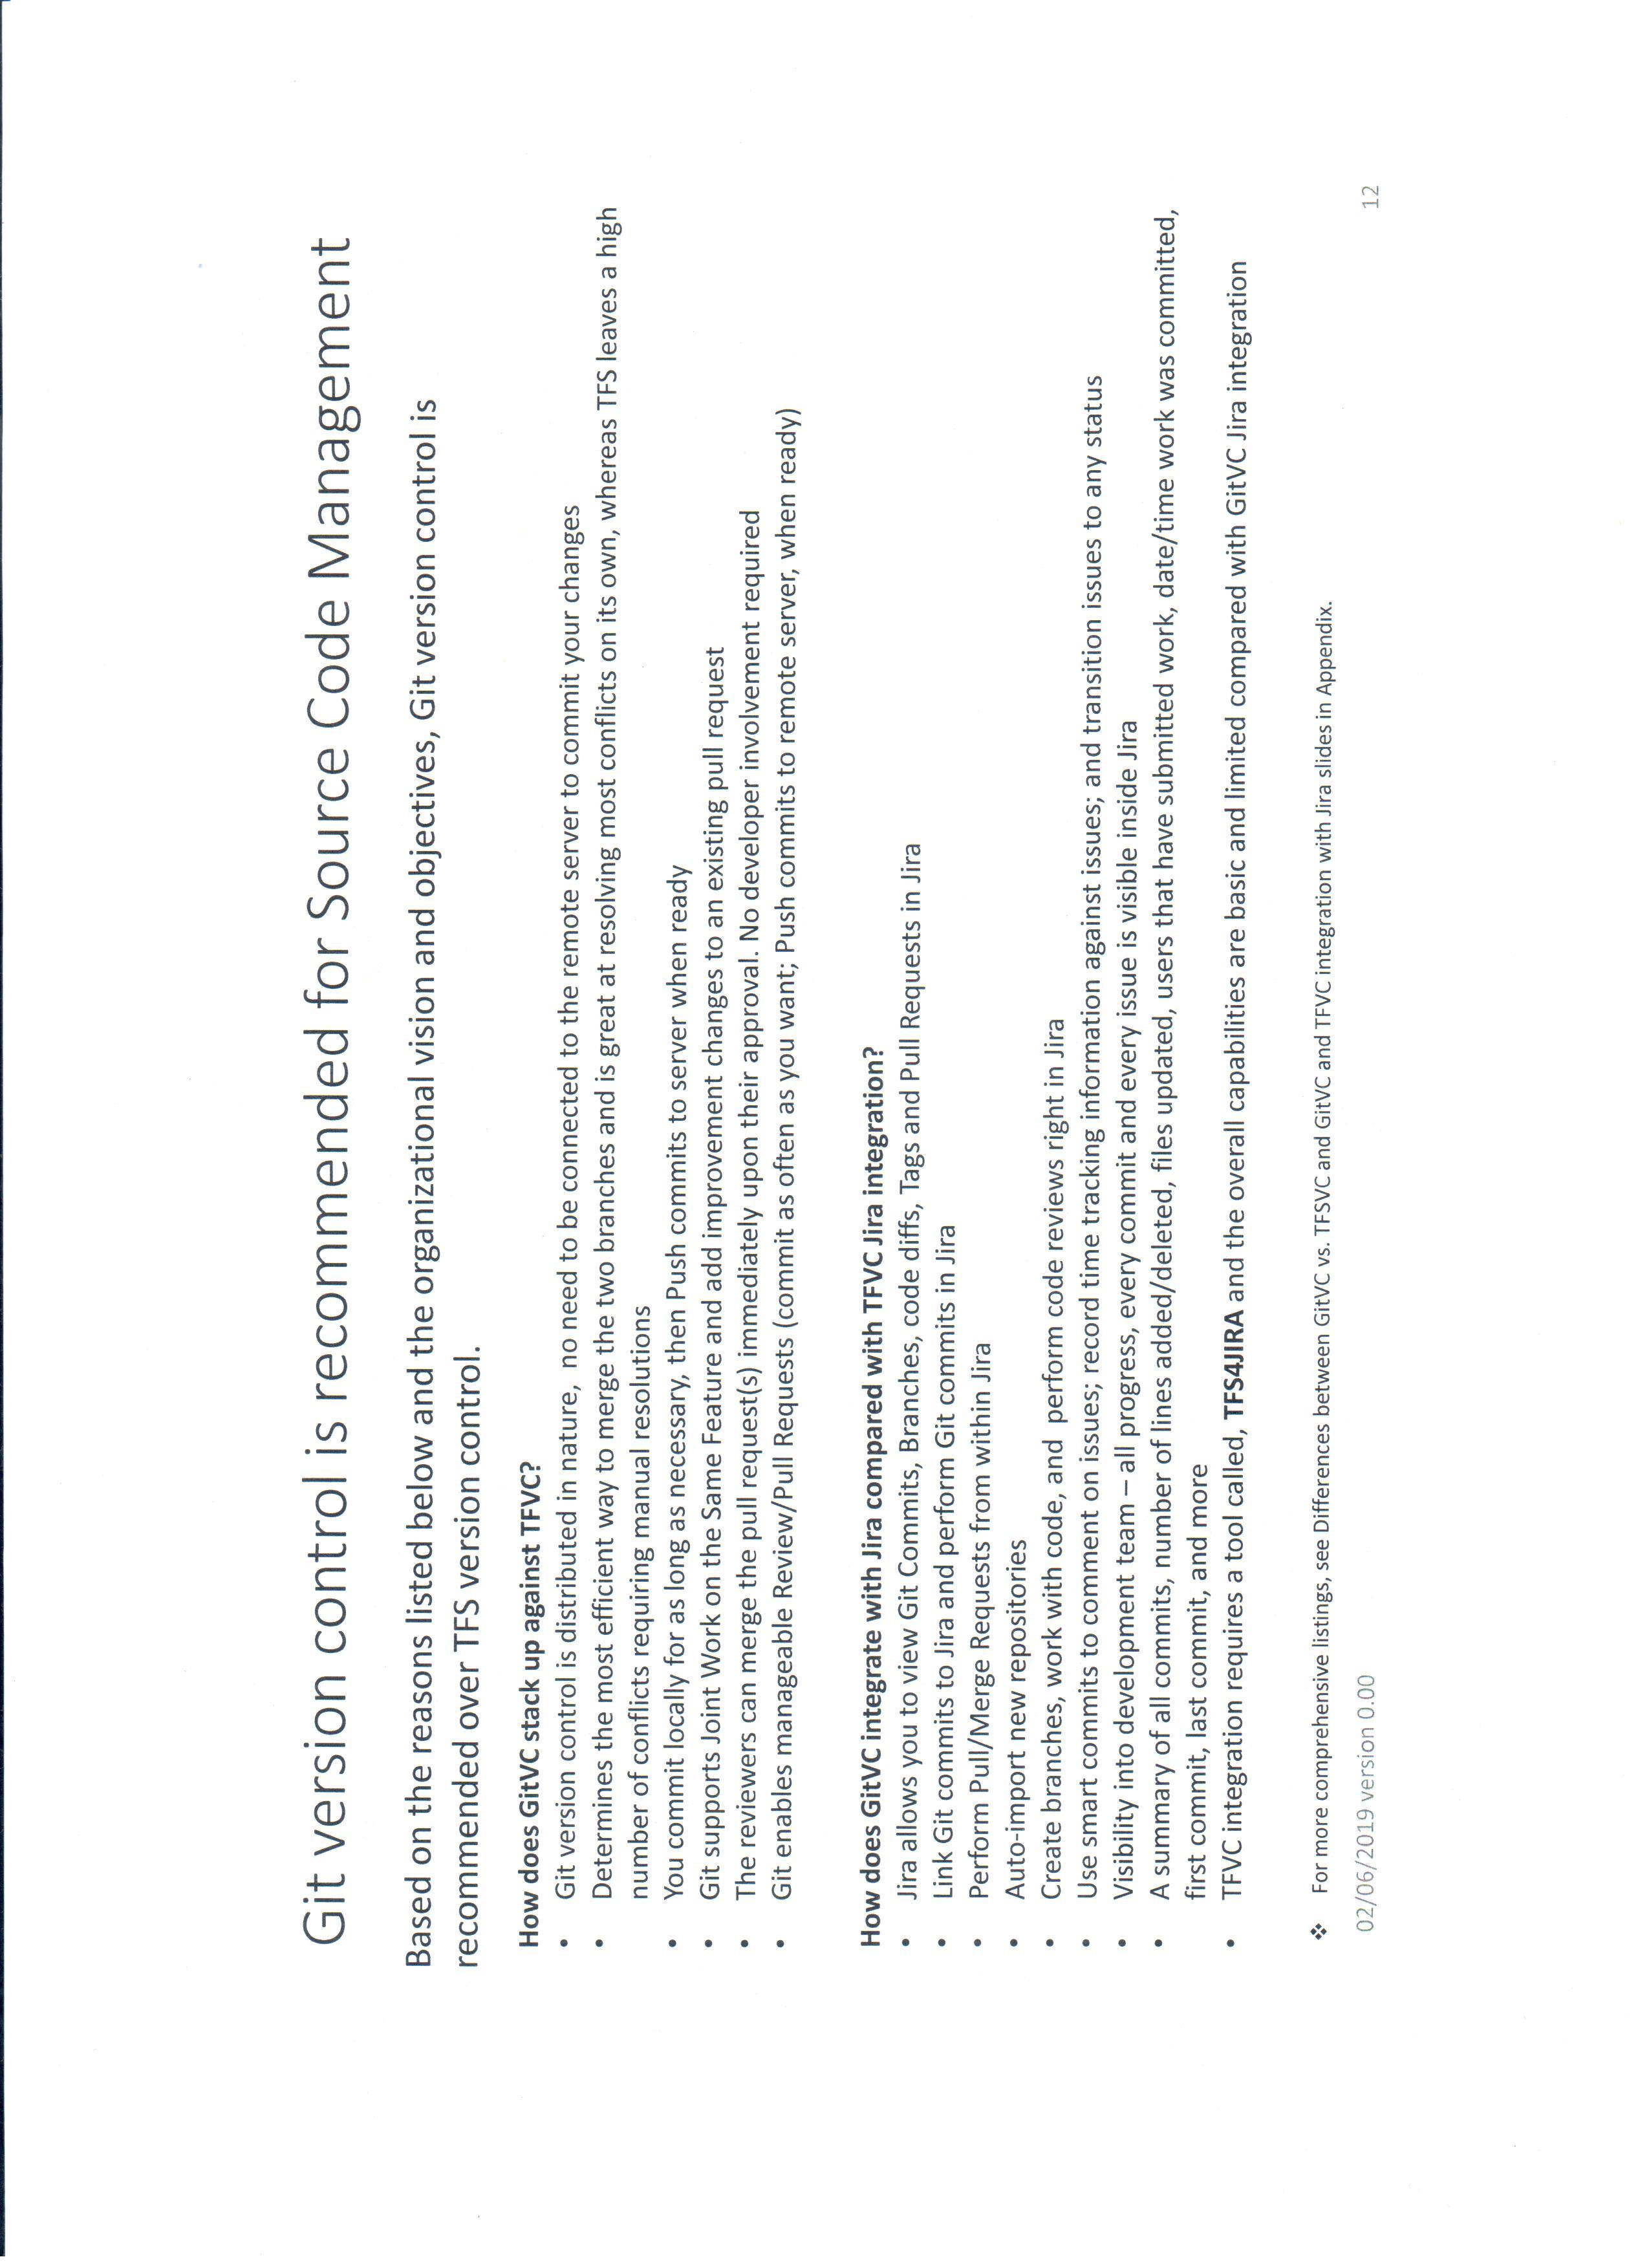 Git version control is recommended for Source Code Management
Based on the reasons listed below and the organizational vision and objectives, Git version control is
recommended over TFS version control.
How does GitVC stack up against TFVC?
• Git version control is distributed in nature, no need to be connected to the remote server to commit your changes
• Determines the most efficient way to merge the two branches and is great at resolving most conflicts on its own, whereas TFS leaves a high
number of conflicts requiring manual resolutions
• You commit locally for as long as necessary, then Push commits to server when ready
• Git supports Joint Work on the Same Feature and add improvement changes to an existing pull request
• The reviewers can merge the pull request(s) immediately upon their approval. No developer involvement required
• Git enables manageable Review/Pull Requests (commit as often as you want; Push commits to remote server, when ready)
How does GitVC integrate with Jira compared with TFVC Jira integration?
• Jira allows you to view Git Commits, Branches, code diffs, Tags and Pull Requests in Jira
• Link Git commits to Jira and perform Git commits in Jira
• Perform Pull/Merge Requests from within Jira
• Auto-import new repositories
• Create branches, work with code, and perform code reviews right in Jira
• Use smart commits to comment on issues; record time tracking information against issues; and transition issues to any status
• Visibility into development team – all progress, every commit and every issue is visible inside Jira
• A summary of all commits, number of lines added/deleted, files updated, users that have submitted work, date/time work was committed,
first commit, last commit, and more
• TFVC integration requires a tool called, TFS4JIRA and the overall capabilities are basic and limited compared with GitVC Jira integration
❖ For more comprehensive listings, see Differences between GitVC vs. TFSVC and GitVC and TFVC integration with Jira slides in Appendix.
02/06/2019 version 0.00
12